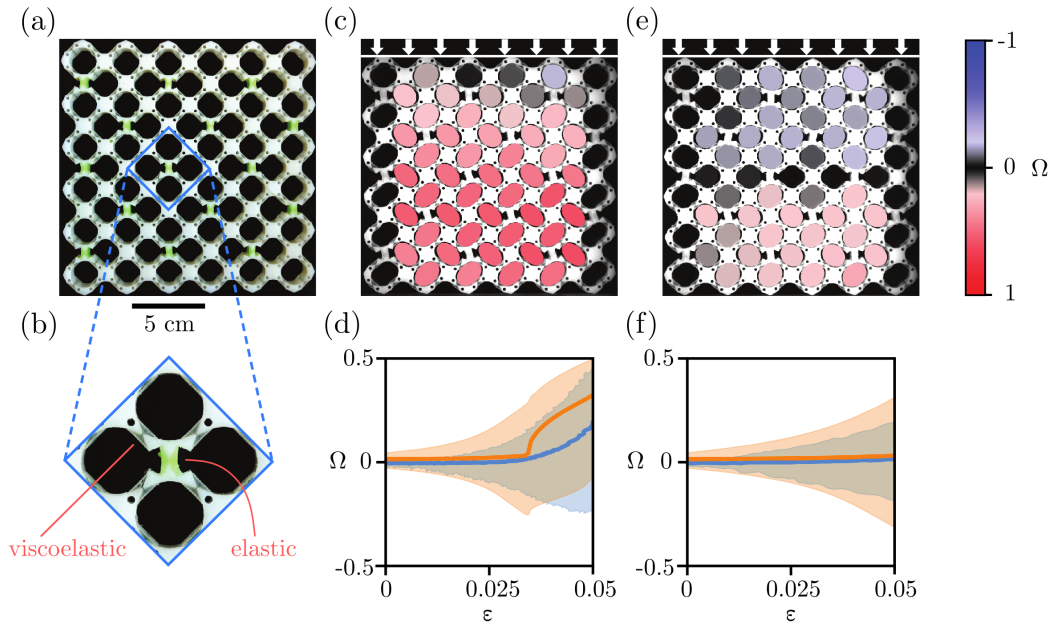 (a)
(c)
(e)
-1
0
Ω
1
5 cm
(b)
(d)
(f)
viscoelastic
elastic
0.5
Ω
0
-0.5
0
0.025
0.05
ε
0.5
Ω
0
-0.5
0
0.025
0.05
ε